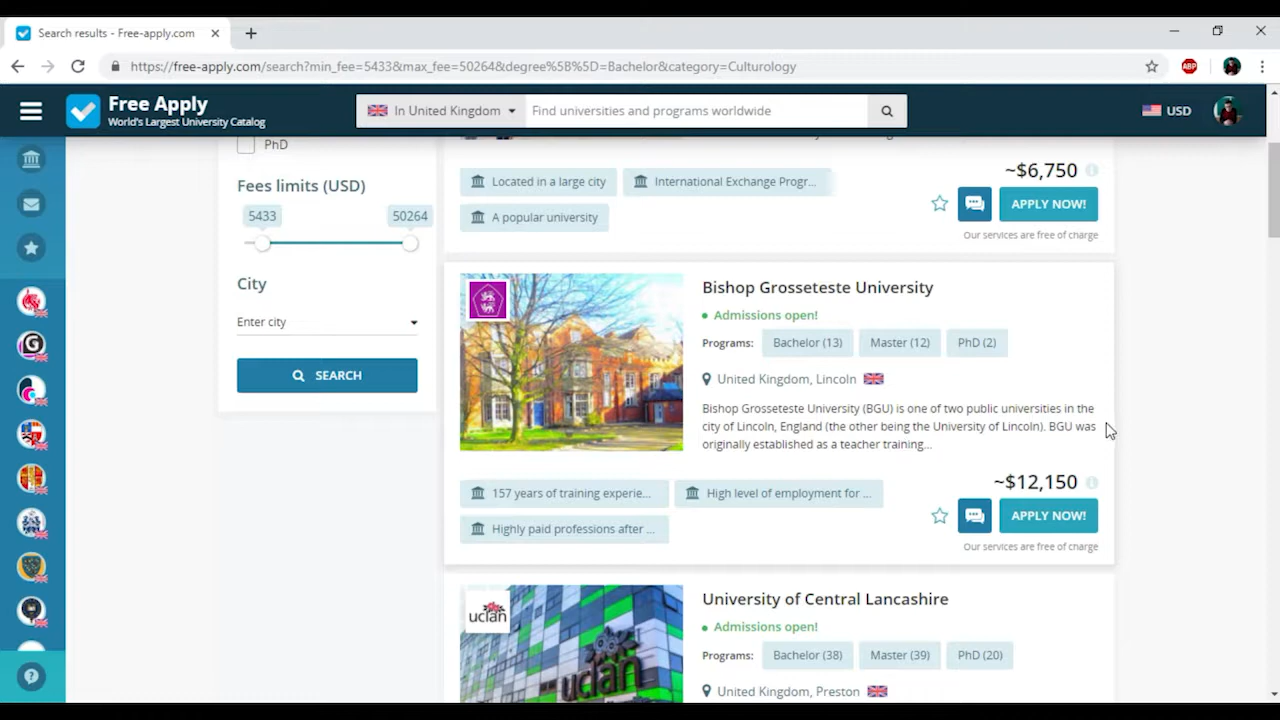 Search results - Free-apply.com
https://free-apply.com/search?min_fee=5433&max_fee=50264&degree%5B%5D=Bachelor&category=Culturology
ABP
Free Apply
World's Largest University Catalog
In United Kingdom
Find universities and programs worldwide
USD
PhD
Fees limits (USD)
5433
50264
City
Enter city
SEARCH
~$6,750
Located in a large city
International Exchange Progr...
A popular university
APPLY NOW!
Our services are free of charge
Bishop Grosseteste University
Admissions open!
Programs:
Bachelor (13)
Master (12)
PhD (2)
United Kingdom, Lincoln
Bishop Grosseteste University (BGU) is one of two public universities in the
city of Lincoln, England (the other being the University of Lincoln). BGU was
originally established as a teacher training...
~$12,150
157 years of training experie...
High level of employment for ...
Highly paid professions after ...
APPLY NOW!
Our services are free of charge
University of Central Lancashire
Admissions open!
Programs:
Bachelor (38)
Master (39)
PhD (20)
United Kingdom, Preston
uclan
uclan